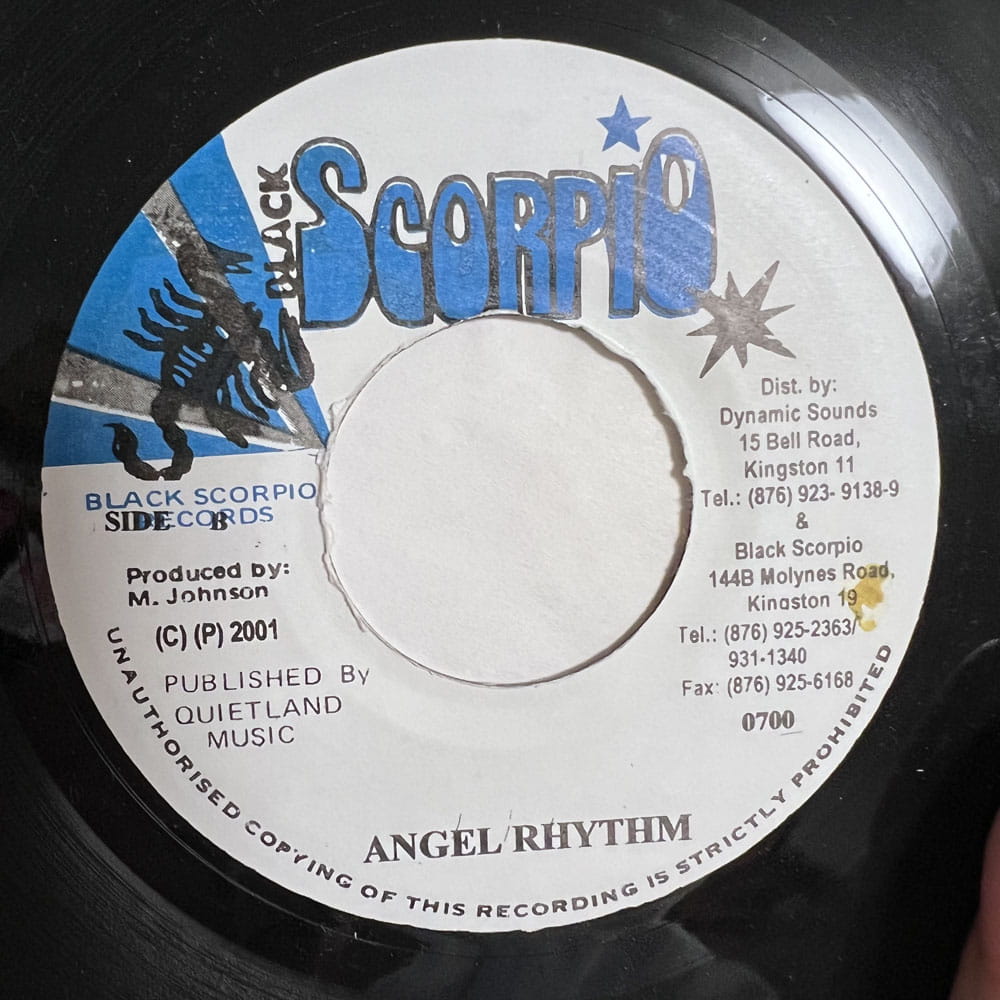 BLACK
SCORPIO
BLACK SCORPIO
RECORDS
SIDE B
Produced by:
M. Johnson
(C) (P) 2001
PUBLISHED By
QUIETLAND
MUSIC
Dist. by:
Dynamic Sounds
15 Bell Road,
Kingston 11
Tel.: (876) 923- 9138-9
&
Black Scorpio
144B Molynes Road,
Kingston 19
Tel.: (876) 925-2363/
931-1340
Fax: (876) 925-6168
0700
ANGEL RHYTHM
UNAUTHORISED COPYING OF THIS RECORDING IS STRICTLY PROHIBITED